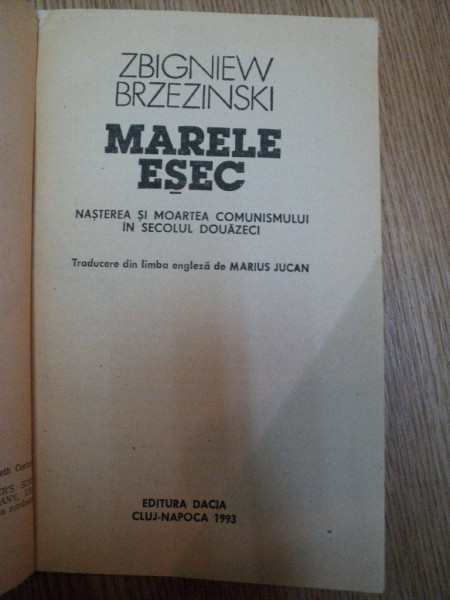 ZBIGNIEW
BRZEZINSKI
MARELE
EȘEC
NAȘTEREA ȘI MOARTEA COMUNISMULUI
ÎN SECOLUL DOUĂZECI
Traducere din limba engleză de MARIUS JUCAN
EDITURA DACIA
CLUJ-NAPOCA 1993